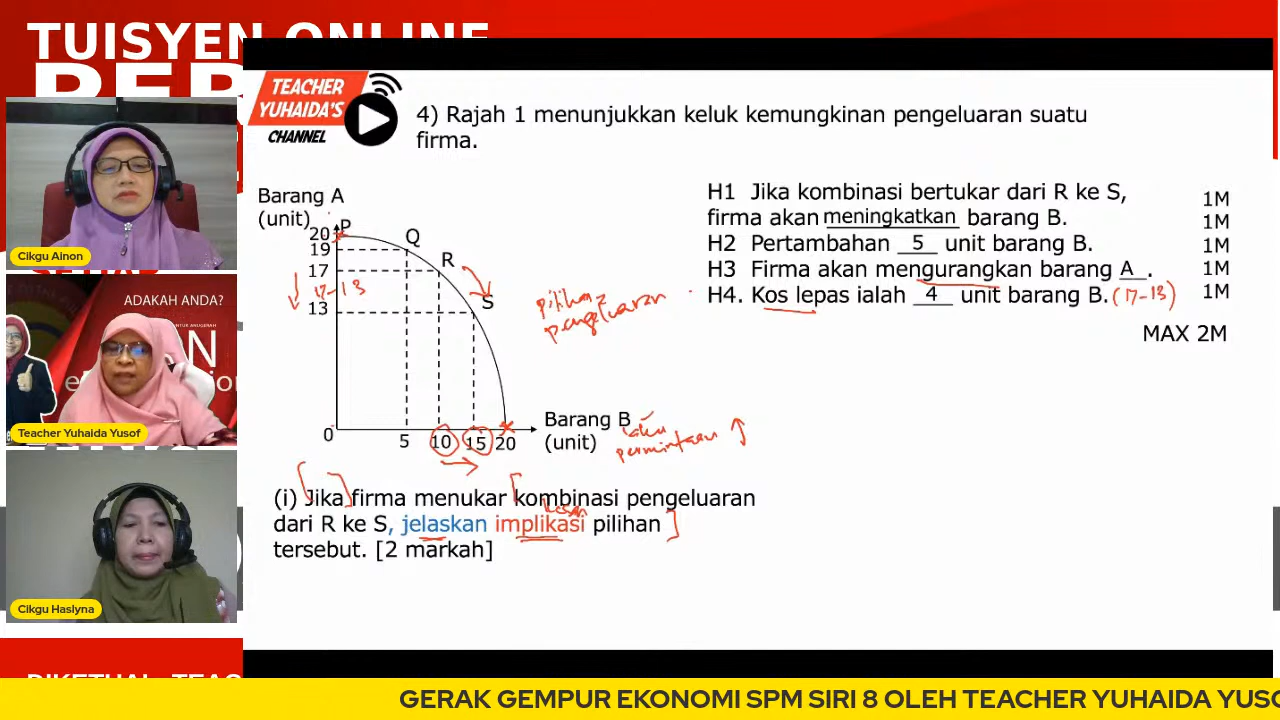 TUISYEN ONLINE
TEACHER
YUHAIDA'S
CHANNEL
4) Rajah 1 menunjukkan keluk kemungkinan pengeluaran suatu
firma.
Cikgu Ainon
ADAKAH ANDA?
Teacher Yuhaida Yusof
Cikgu Haslyna
Barang A
(unit)
P
20
19
Q
17
R
17-13
13
S
pilihan
pengeluaran
0
5
10
15
20
Barang B
(unit)
permintaan
H1 Jika kombinasi bertukar dari R ke S,
firma akan meningkatkan barang B.
H2 Pertambahan 5 unit barang B.
H3 Firma akan mengurangkan barang A.
H4. Kos lepas ialah 4 unit barang B. (17-13)
1M
1M
1M
1M
1M
MAX 2M
(i) Jika firma menukar kombinasi pengeluaran
kesan
dari R ke S, jelaskan implikasi pilihan
tersebut. [2 markah]
GERAK GEMPUR EKONOMI SPM SIRI 8 OLEH TEACHER YUHAIDA YUSO